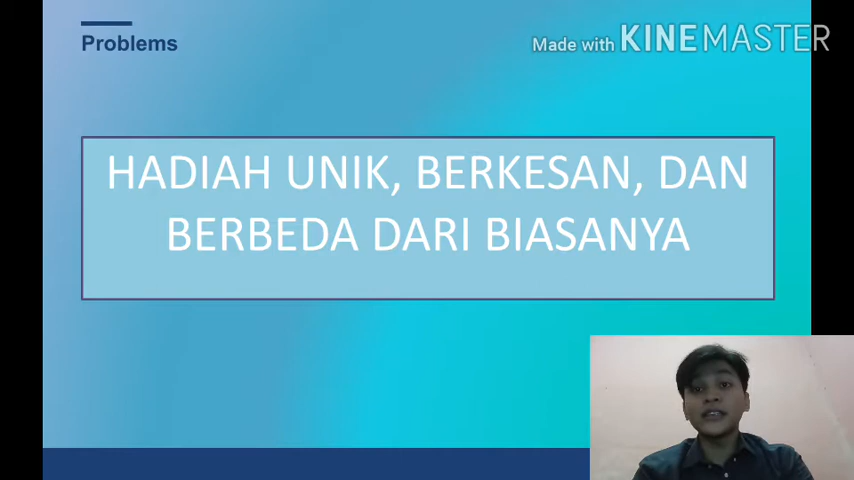 Problems
Made with KINEMASTER
HADIAH UNIK, BERKESAN, DAN
BERBEDA DARI BIASANYA